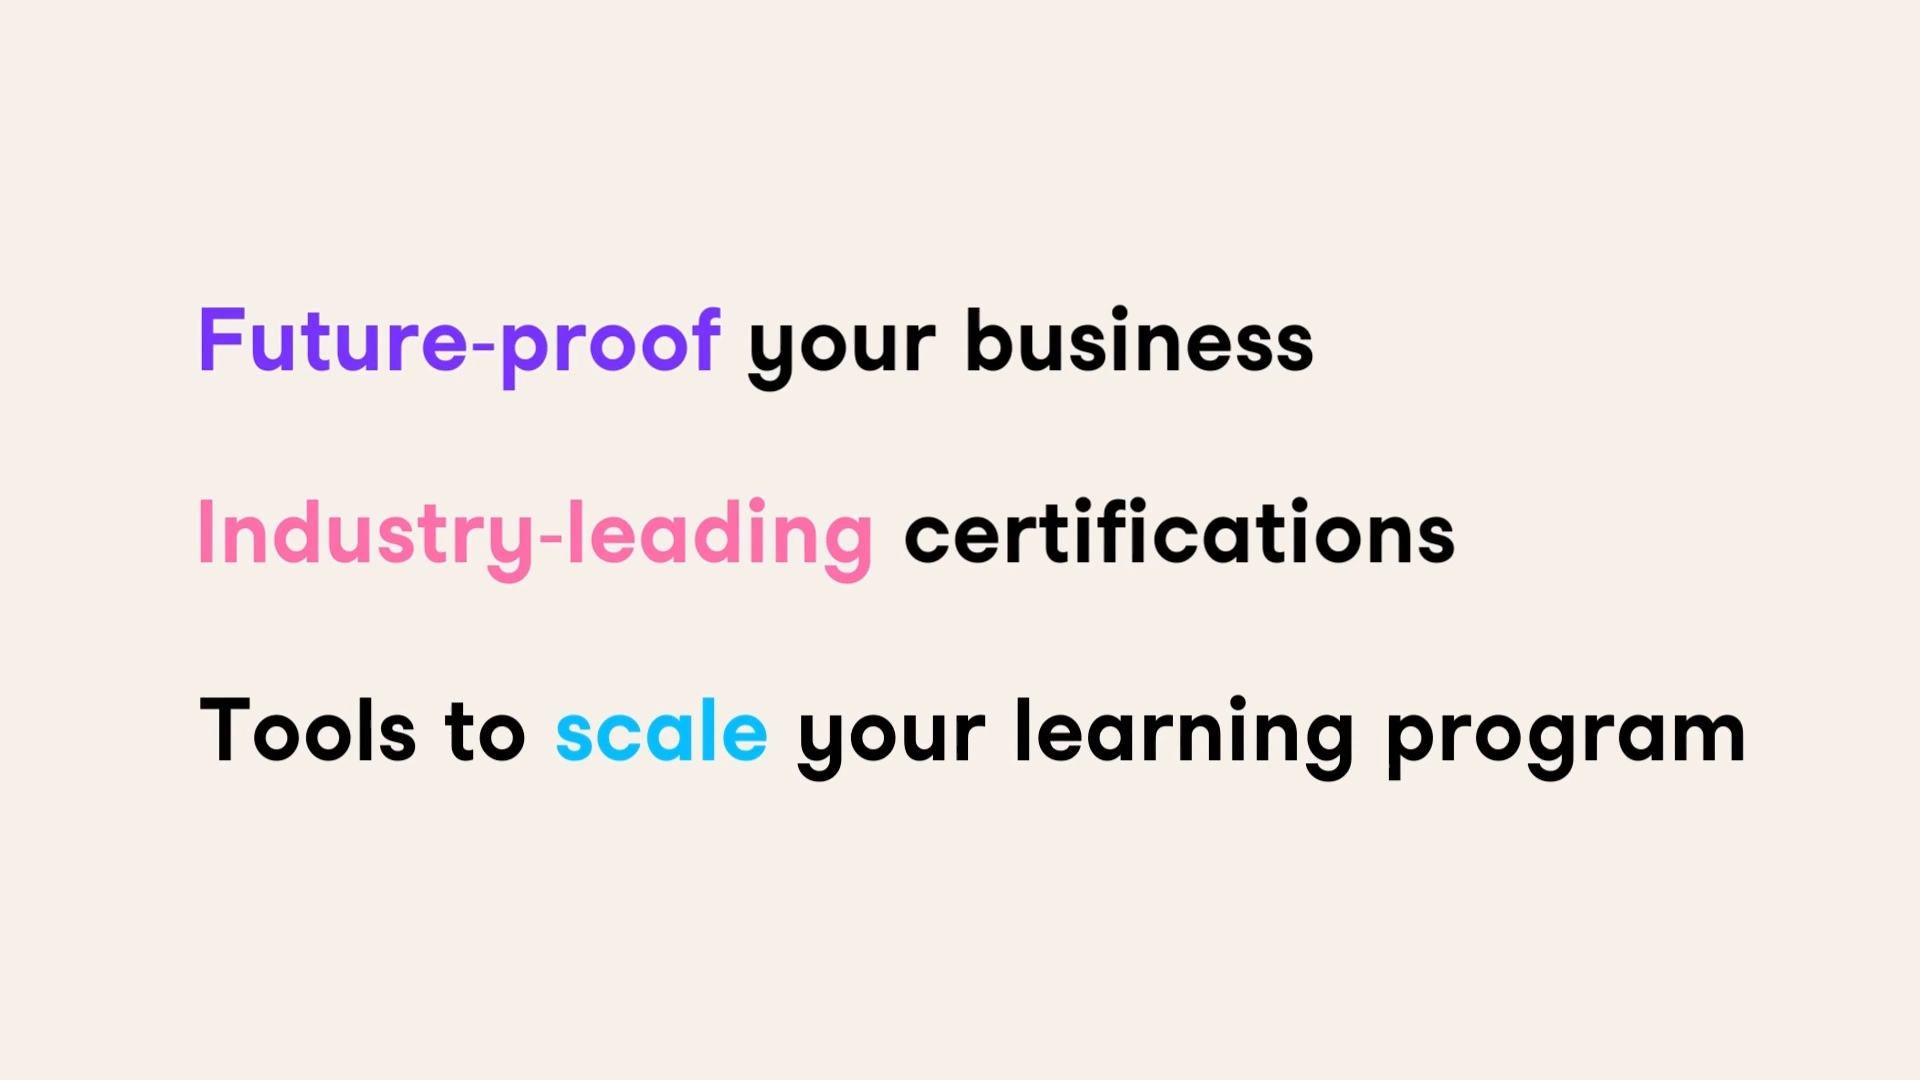 Future-proof your business
Industry-leading certifications
Tools to scale your learning program